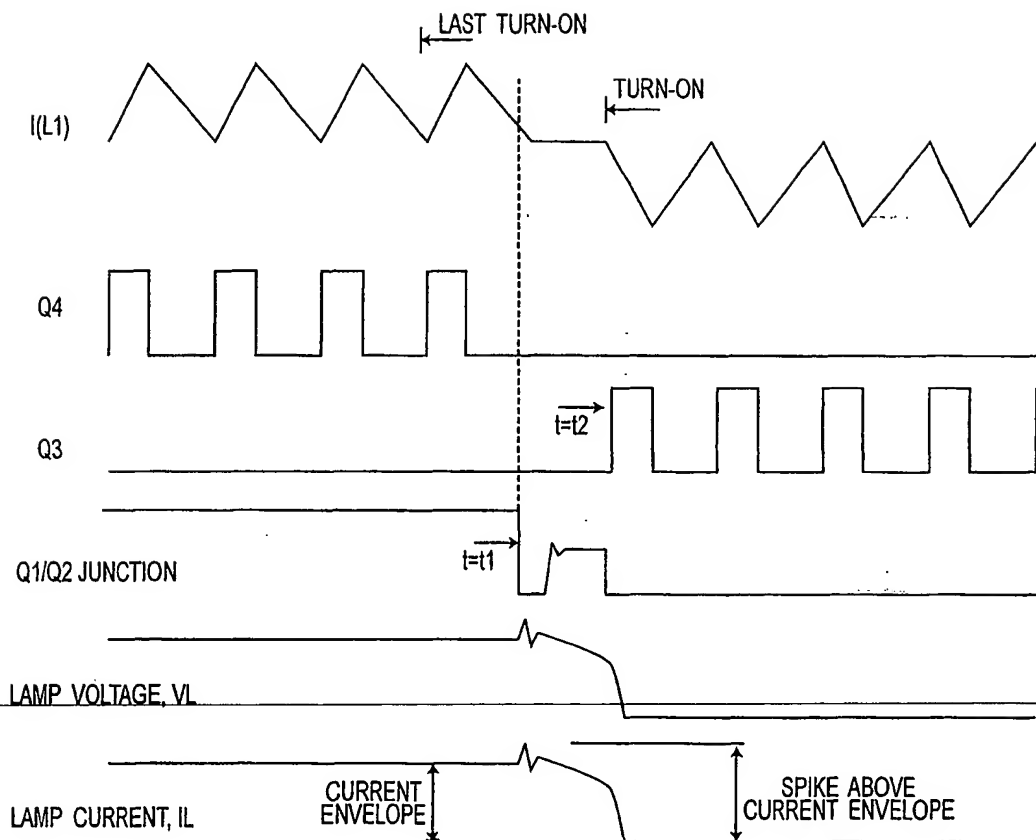 LAST TURN-ON
I(L1)
TURN-ON
Q4
t=t2
Q3
t=t1
Q1/Q2 JUNCTION
LAMP VOLTAGE, VL
CURRENT
ENVELOPE
SPIKE ABOVE
CURRENT ENVELOPE
LAMP CURRENT, IL